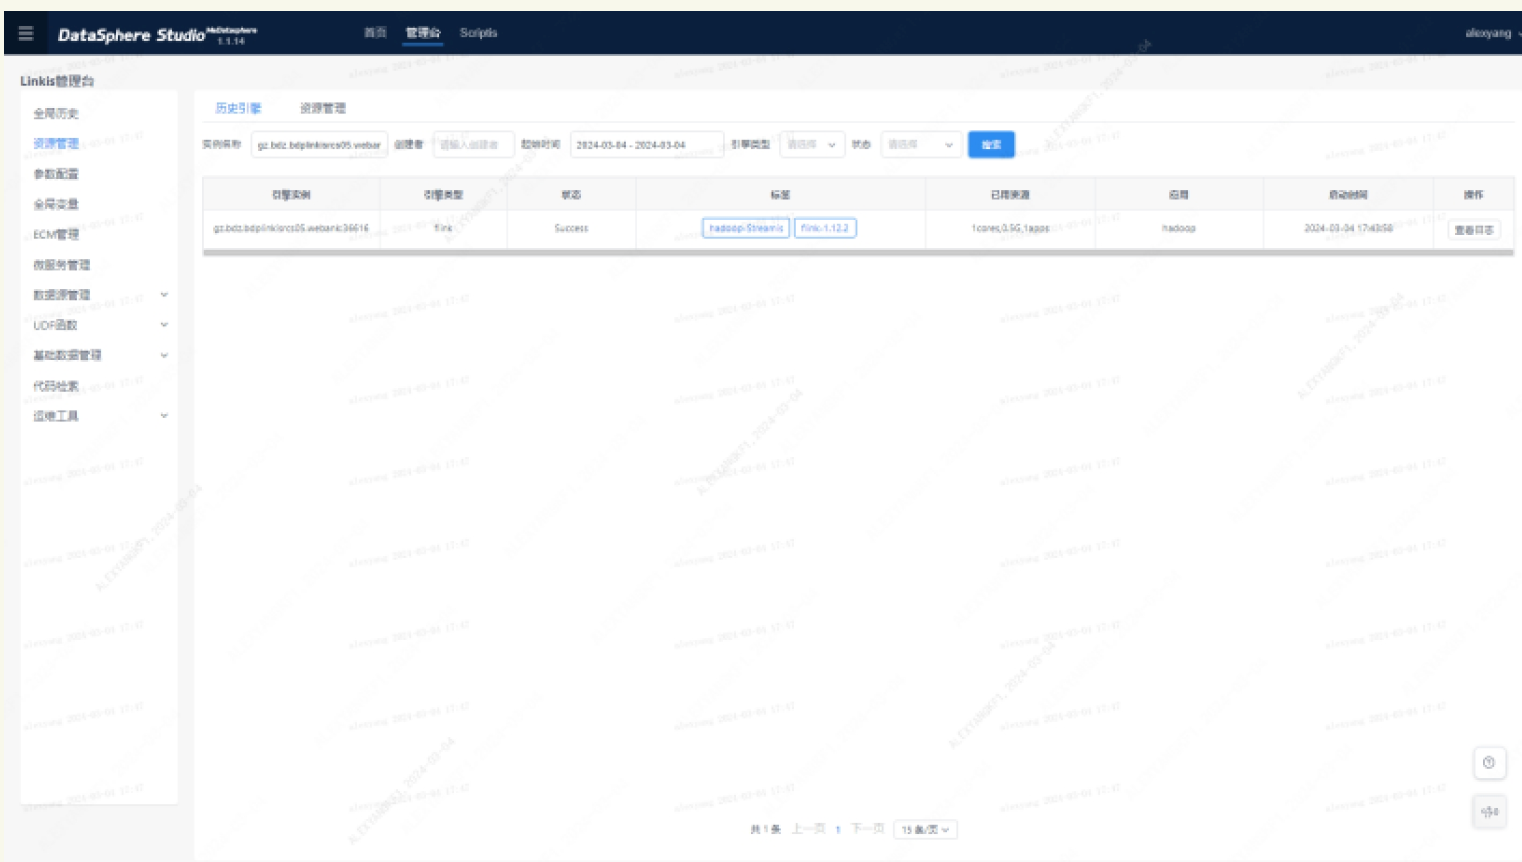 DataSphere Studio WeDatasphere 1.1.14 首页 管理台 Scriptis alexyang
Linkis管理台
全局历史
资源管理
参数配置
全局变量
ECM管理
微服务管理
数据源管理
UDF函数
基础数据管理
代码检索
运维工具
历史引擎 资源管理
实例名称 gz.bdz.bdplinkisrcs05.webar 创建者 请输入创建者 起始时间 2024-03-04 - 2024-03-04 引擎类型 请选择 状态 请选择 搜索
引擎实例 引擎类型 状态 标签 已用资源 应用 启动时间 操作
gz.bdz.bdplinkisrcs05.webank:36616 flink Success hadoop-Streamis flink-1.12.2 1cores,0.5G,1apps hadoop 2024-03-04 17:43:58 查看日志
共 1 条 上一页 1 下一页 15 条/页